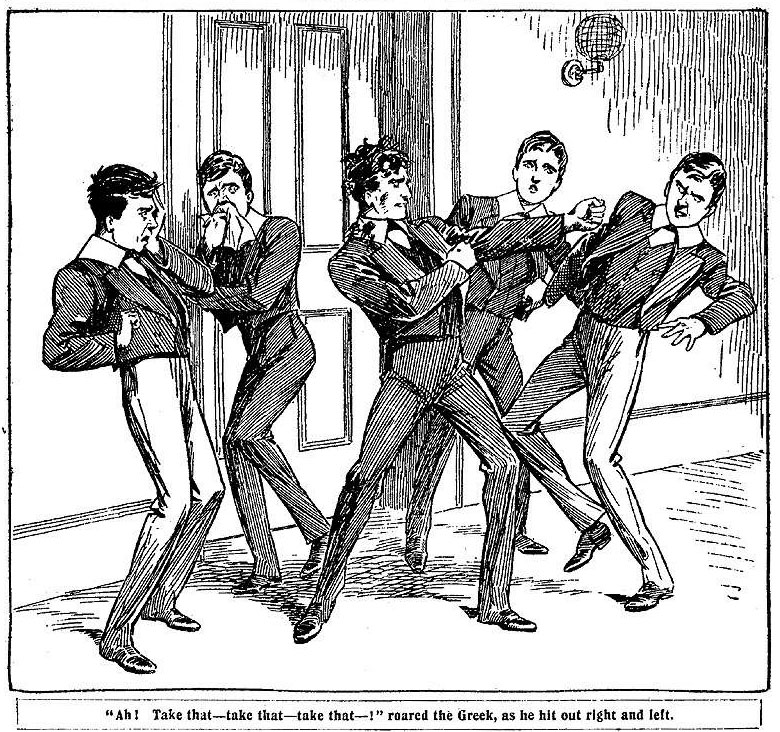 "Ah! Take that—take that—take that—!" roared the Greek, as he hit out right and left.